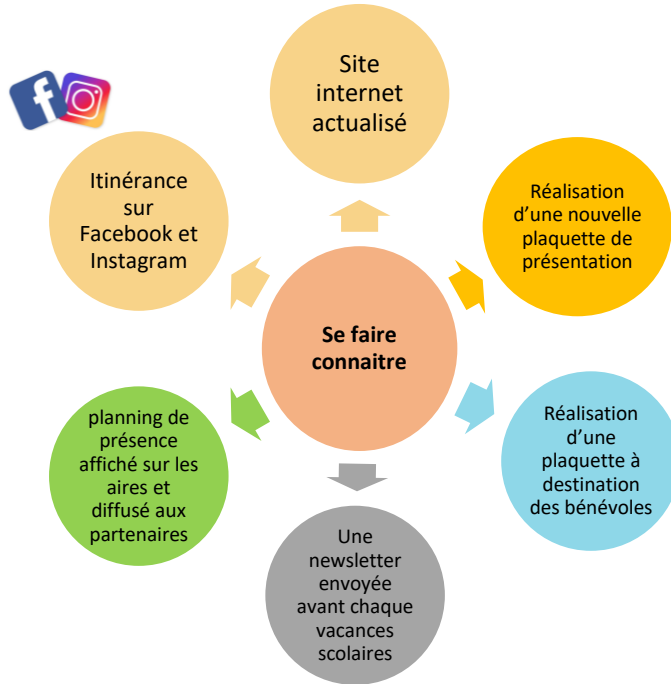 Site
internet
actualisé
Itinérance
sur
Facebook et
Instagram
Réalisation
d'une nouvelle
plaquette de
présentation
Se faire
connaitre
planning de
présence
affiché sur les
aires et
diffusé aux
partenaires
Réalisation
d'une
plaquette à
destination
des bénévoles
Une
newsletter
envoyée
avant chaque
vacances
scolaires